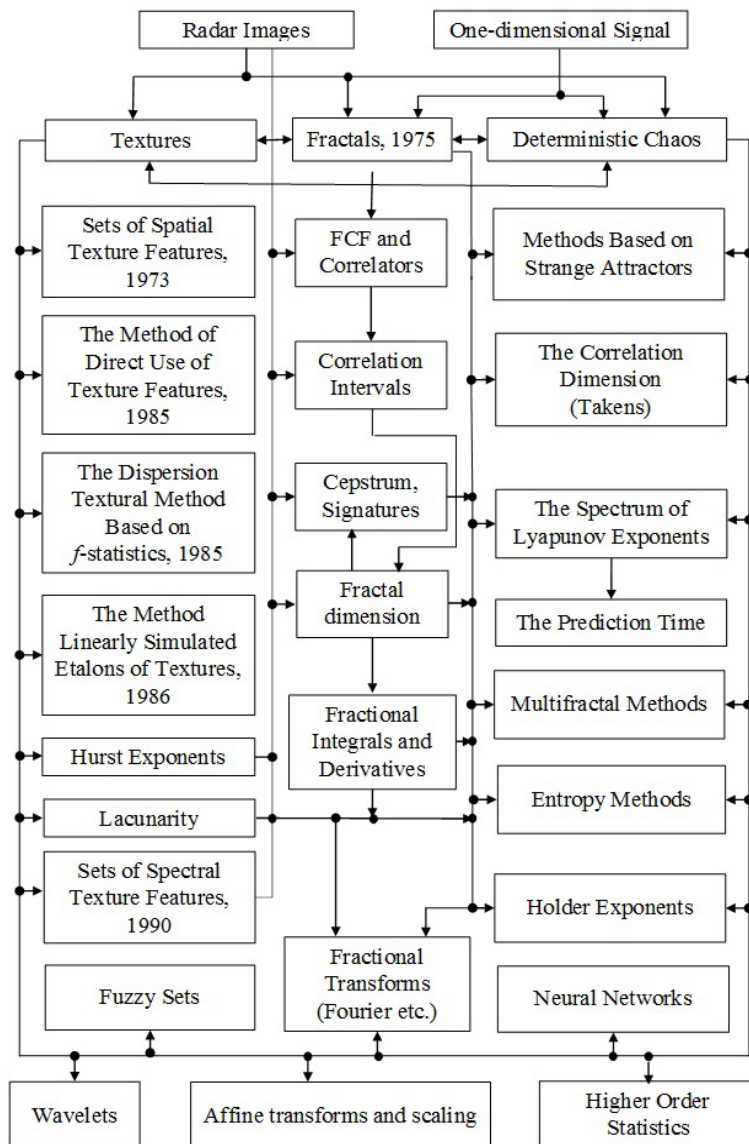 Radar Images
One-dimensional Signal
Textures
Fractals, 1975
Deterministic Chaos
Sets of Spatial
Texture Features,
1973
FCF and
Correlators
Methods Based on
Strange Attractors
The Method of
Direct Use of
Texture Features,
1985
Correlation
Intervals
The Correlation
Dimension
(Takens)
The Dispersion
Textural Method
Based on
f-statistics, 1985
Cepstrum,
Signatures
The Spectrum of
Lyapunov Exponents
The Method
Linearly Simulated
Etalons of Textures,
1986
Fractal
dimension
The Prediction Time
Fractional
Integrals and
Derivatives
Multifractal Methods
Hurst Exponents
Lacunarity
Entropy Methods
Sets of Spectral
Texture Features,
1990
Holder Exponents
Fractional
Transforms
(Fourier etc.)
Fuzzy Sets
Neural Networks
Wavelets
Affine transforms and scaling
Higher Order
Statistics